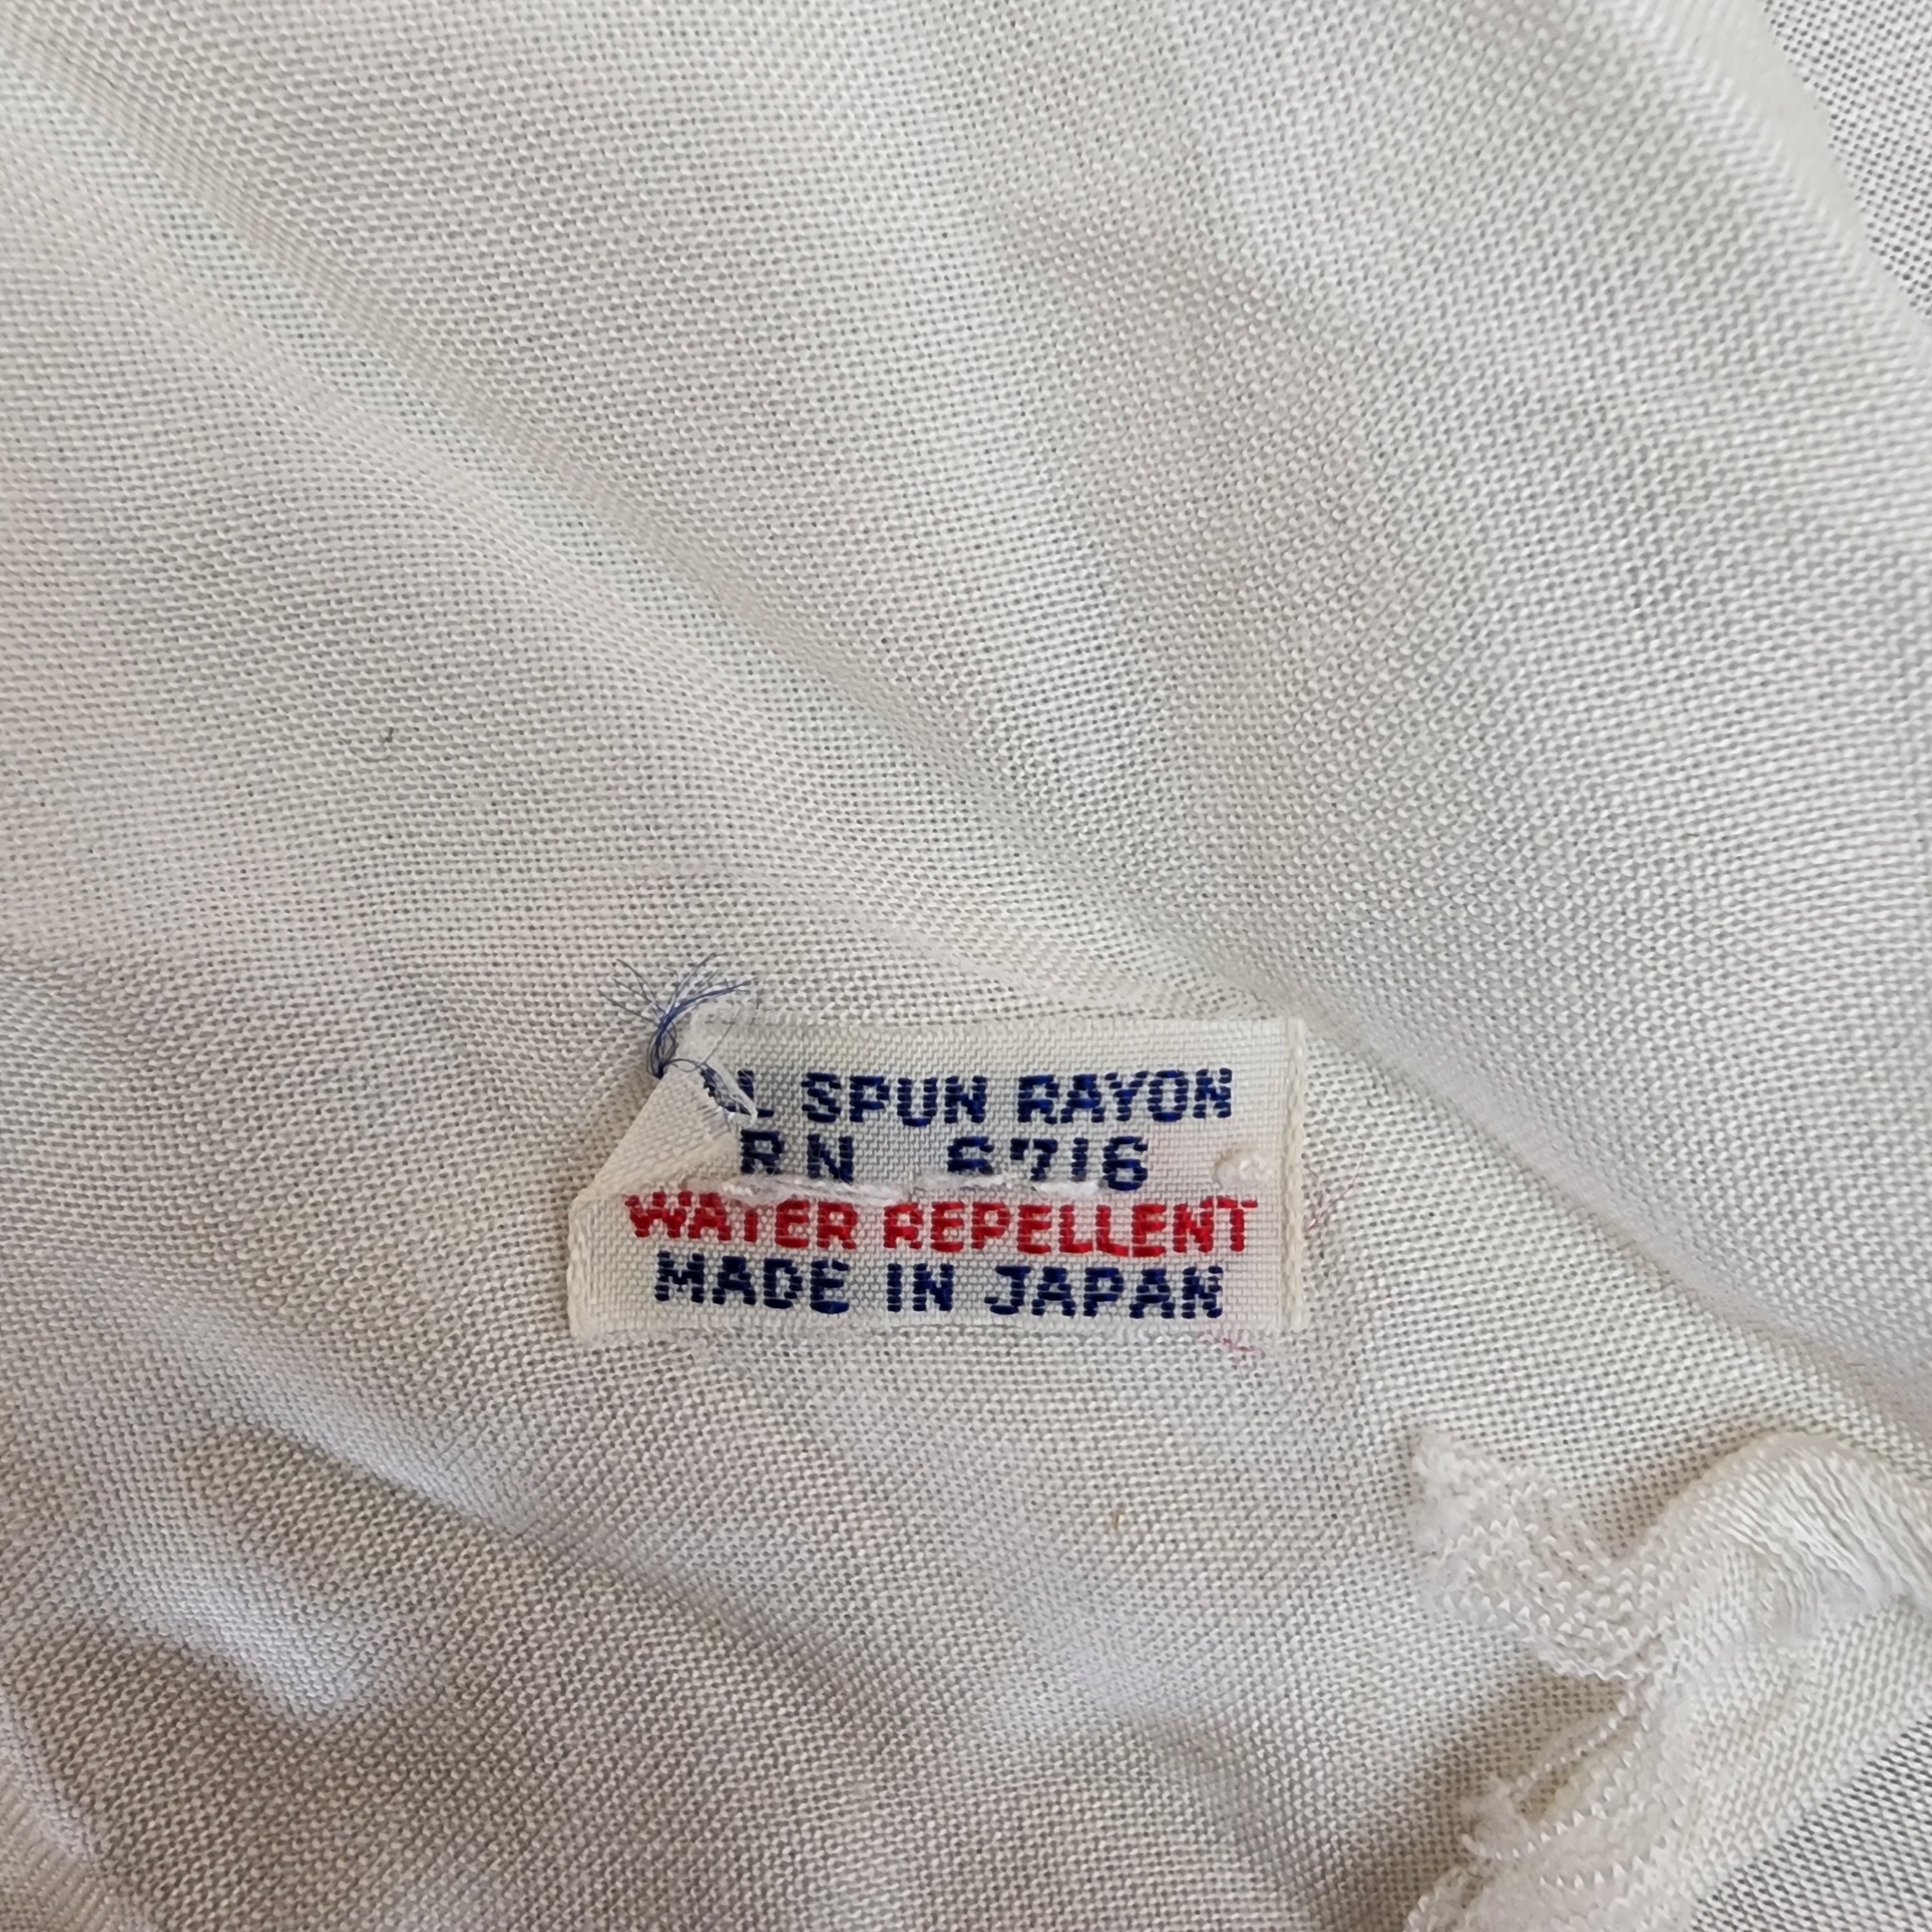 L SPUN RAYON
RN 6716
WATER REPELLENT
MADE IN JAPAN